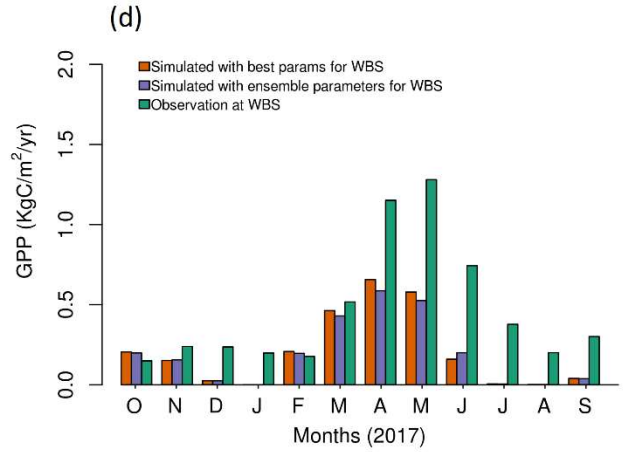 (d)
Simulated with best params for WBS
Simulated with ensemble parameters for WBS
Observation at WBS
GPP (KgC/m²/yr)
2.0
1.5
1.0
0.5
0.0
O N D J F M A M J J A S
Months (2017)